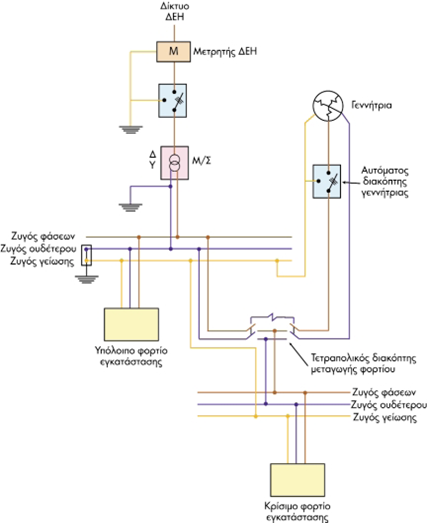 Δίκτυο
ΔΕΗ
Μ
Μετρητής ΔΕΗ
Γεννήτρια
Δ
Υ
Μ/Σ
Αυτόματος
διακόπης
γεννήτριας
Ζυγός φάσεων
Ζυγός ουδέτερου
Ζυγός γείωσης
Υπόλοιπο φορτίο
εγκατάστασης
Τετραπολικός διακόπτης
μεταγωγής φορτίου
Ζυγός φάσεων
Ζυγός ουδέτερου
Ζυγός γείωσης
Κρίσιμο φορτίο
εγκατάστασης